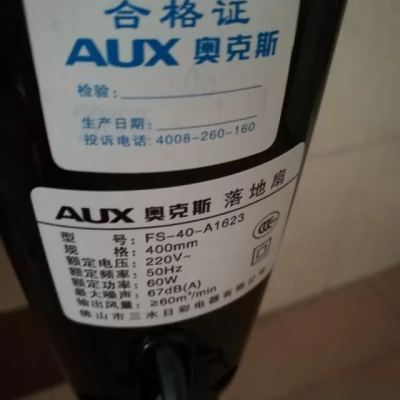 合格证
AUX 奥克斯
检验:
生产日期:
投诉电话: 4008-260-160
AUX 奥克斯 落地扇
型号: FS-40-A1623
规格: 400mm
额定电压: 220V~
额定频率: 50Hz
额定功率: 60W
最大噪声: 67dB(A)
输出风量: ≥60m³/min
佛山市三水日彩电器有限公司